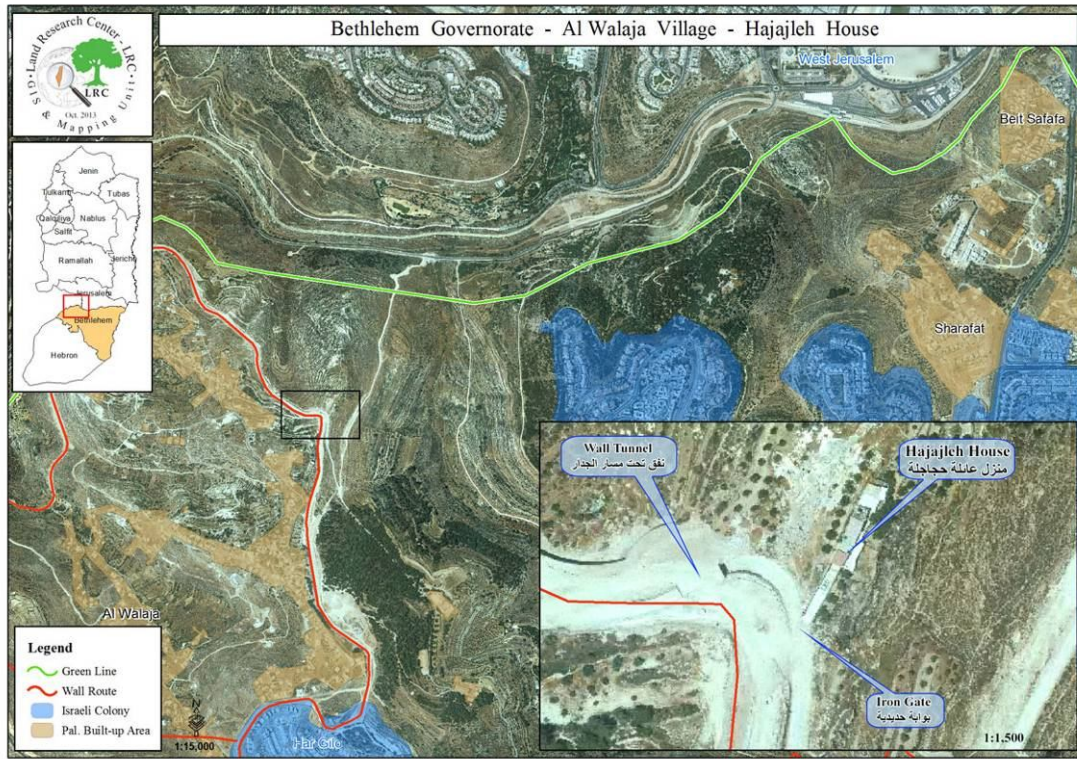 Bethlehem Governorate - Al Walaja Village - Hajajleh House
GIS & Mapping Unit - Land Research Center - LRC
LRC
Oct. 2013
West Jerusalem
Beit Safafa
Sharafat
Jenin
Tulkarm
Tubas
Qalqiliya
Nablus
Salfit
Ramallah
Jericho
Jerusalem
Bethlehem
Hebron
Al Walaja
Har Gilo
Legend
Green Line
Wall Route
Israeli Colony
Pal. Built-up Area
N
1:15,000
Wall Tunnel
نفق تحت مسار الجدار
Hajajleh House
منزل عائلة حجاجلة
Iron Gate
بوابة حديدية
1:1,500